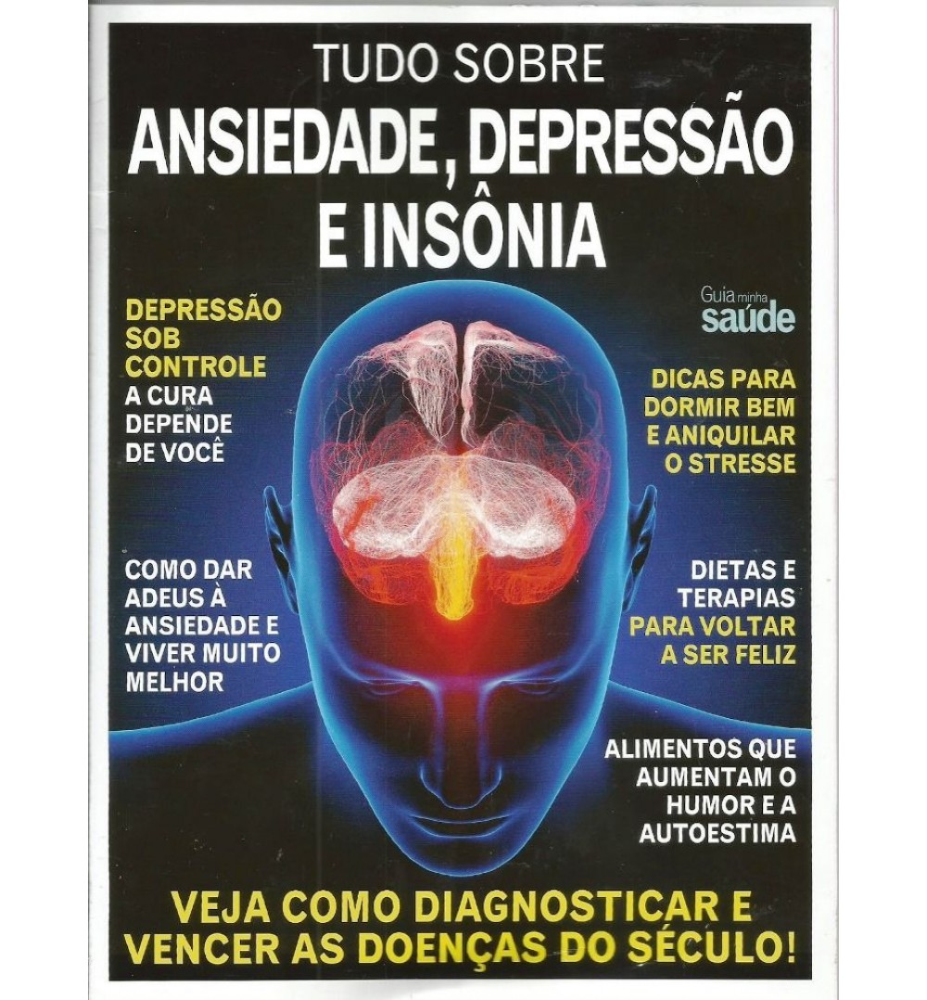 TUDO SOBRE
ANSIEDADE, DEPRESSÃO
E INSÔNIA
Guia minha
saúde
DEPRESSÃO
SOB
CONTROLE
A CURA
DEPENDE
DE VOCÊ
DICAS PARA
DORMIR BEM
E ANIQUILAR
O STRESSE
COMO DAR
ADEUS À
ANSIEDADE E
VIVER MUITO
MELHOR
DIETAS E
TERAPIAS
PARA VOLTAR
A SER FELIZ
ALIMENTOS QUE
AUMENTAM O
HUMOR E A
AUTOESTIMA
VEJA COMO DIAGNOSTICAR E
VENCER AS DOENÇAS DO SÉCULO!